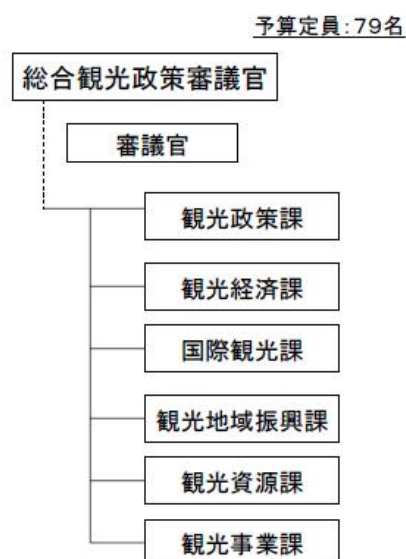 予算定員:79名
総合観光政策審議官
審議官
観光政策課
観光経済課
国際観光課
観光地域振興課
観光資源課
観光事業課